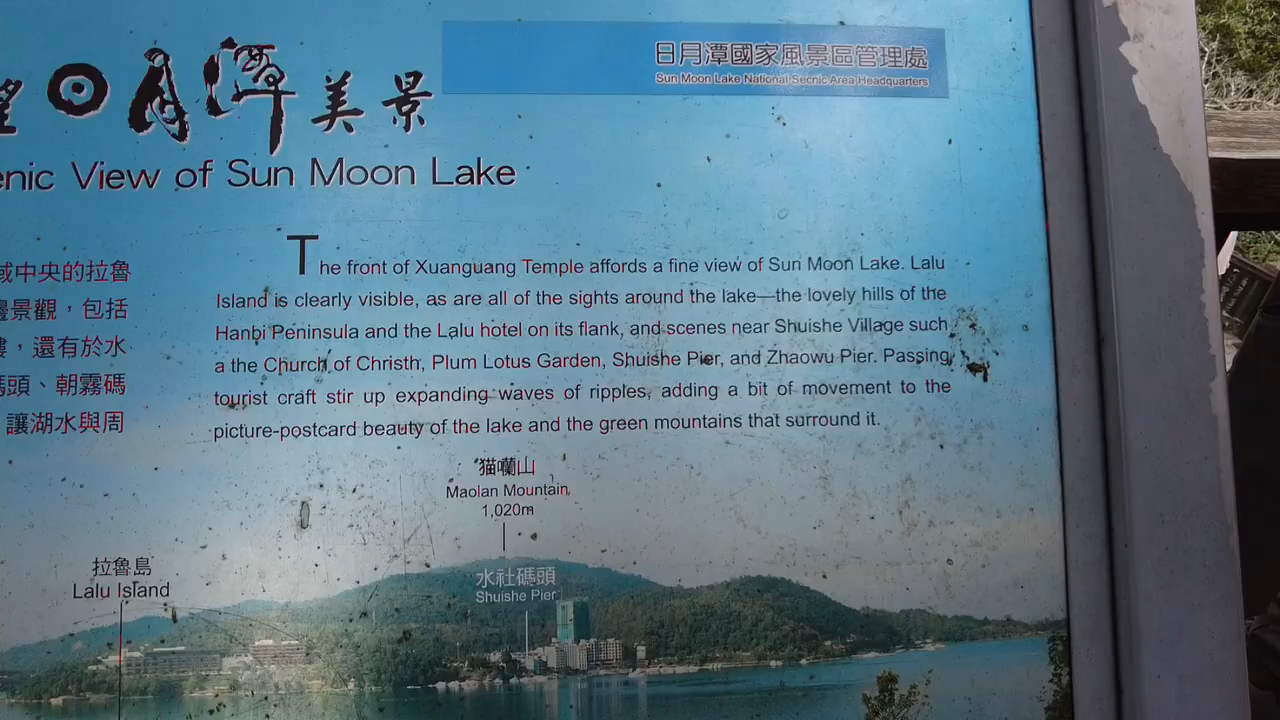 日月潭國家風景區管理處
Sun Moon Lake National Secnic Area Headquarters
望日月潭美景
enic View of Sun Moon Lake
域中央的拉魯
邊景觀，包括
樓，還有於水
碼頭、朝霧碼
讓湖水與周
The front of Xuanguang Temple affords a fine view of Sun Moon Lake. Lalu
Island is clearly visible, as are all of the sights around the lake—the lovely hills of the
Hanbi Peninsula and the Lalu hotel on its flank, and scenes near Shuishe Village such
a the Church of Christh, Plum Lotus Garden, Shuishe Pier, and Zhaowu Pier. Passing
tourist craft stir up expanding waves of ripples, adding a bit of movement to the
picture-postcard beauty of the lake and the green mountains that surround it.
猫囒山
Maolan Mountain
1,020m
拉魯島
Lalu Island
水社碼頭
Shuishe Pier